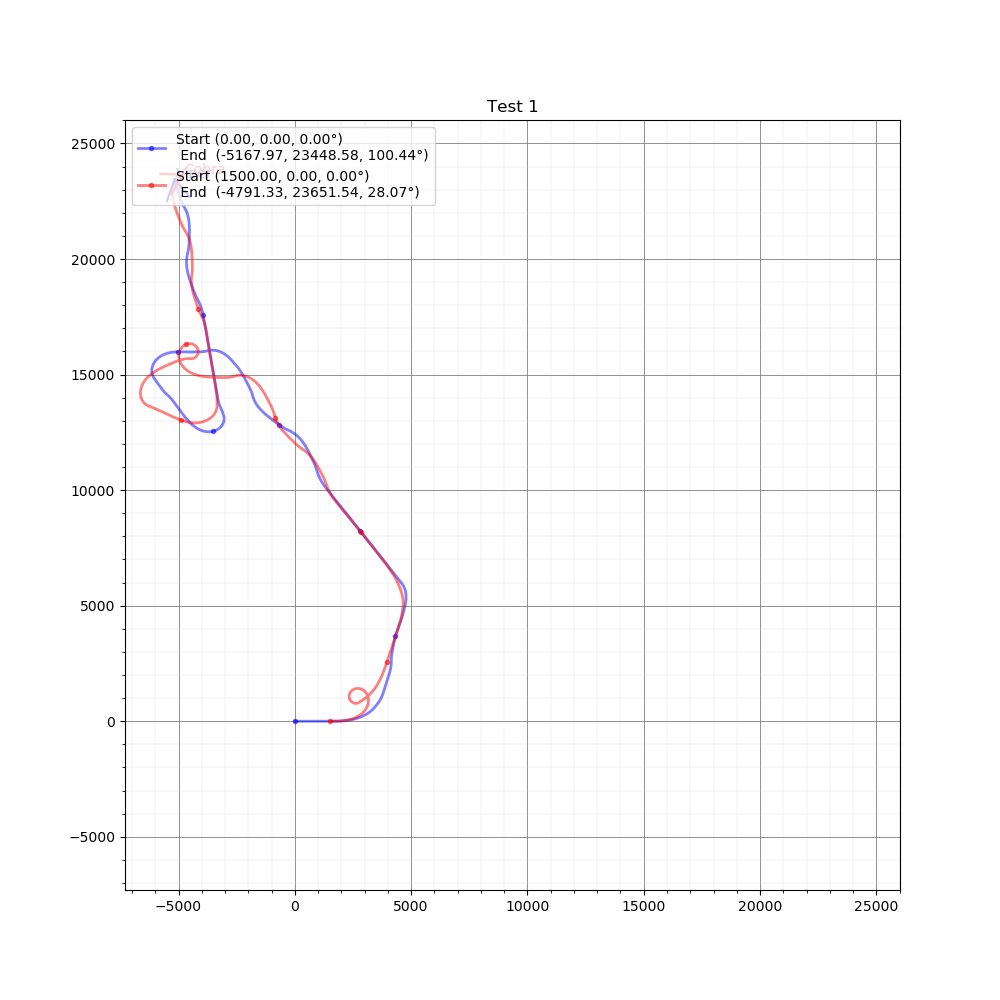 Test 1
Start (0.00, 0.00, 0.00°)
End (-5167.97, 23448.58, 100.44°)
Start (1500.00, 0.00, 0.00°)
End (-4791.33, 23651.54, 28.07°)
25000
20000
15000
10000
5000
0
−5000
−5000 0 5000 10000 15000 20000 25000